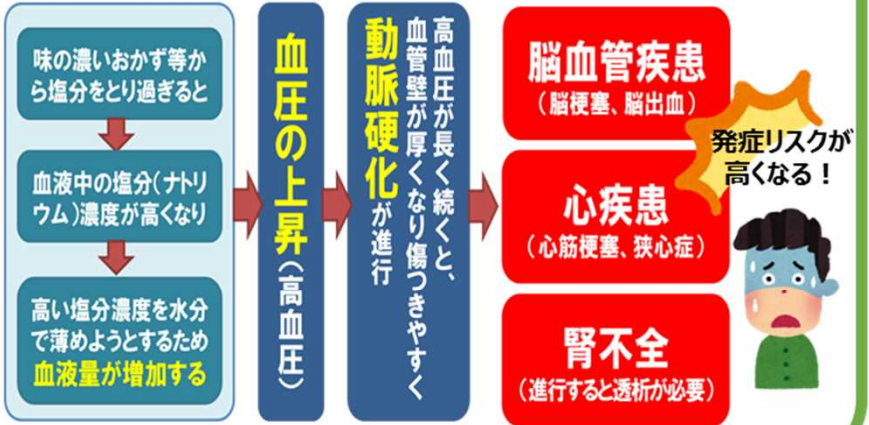 味の濃いおかず等か
ら塩分をとり過ぎると
血液中の塩分(ナトリ
ウム)濃度が高くなり
高い塩分濃度を水分
で薄めようとするため
血液量が増加する
血圧の上昇(高血圧)
高血圧が長く続くと、
血管壁が厚くなり傷つきやすく
動脈硬化が進行
脳血管疾患
(脳梗塞、脳出血)
心疾患
(心筋梗塞、狭心症)
腎不全
(進行すると透析が必要)
発症リスクが
高くなる！